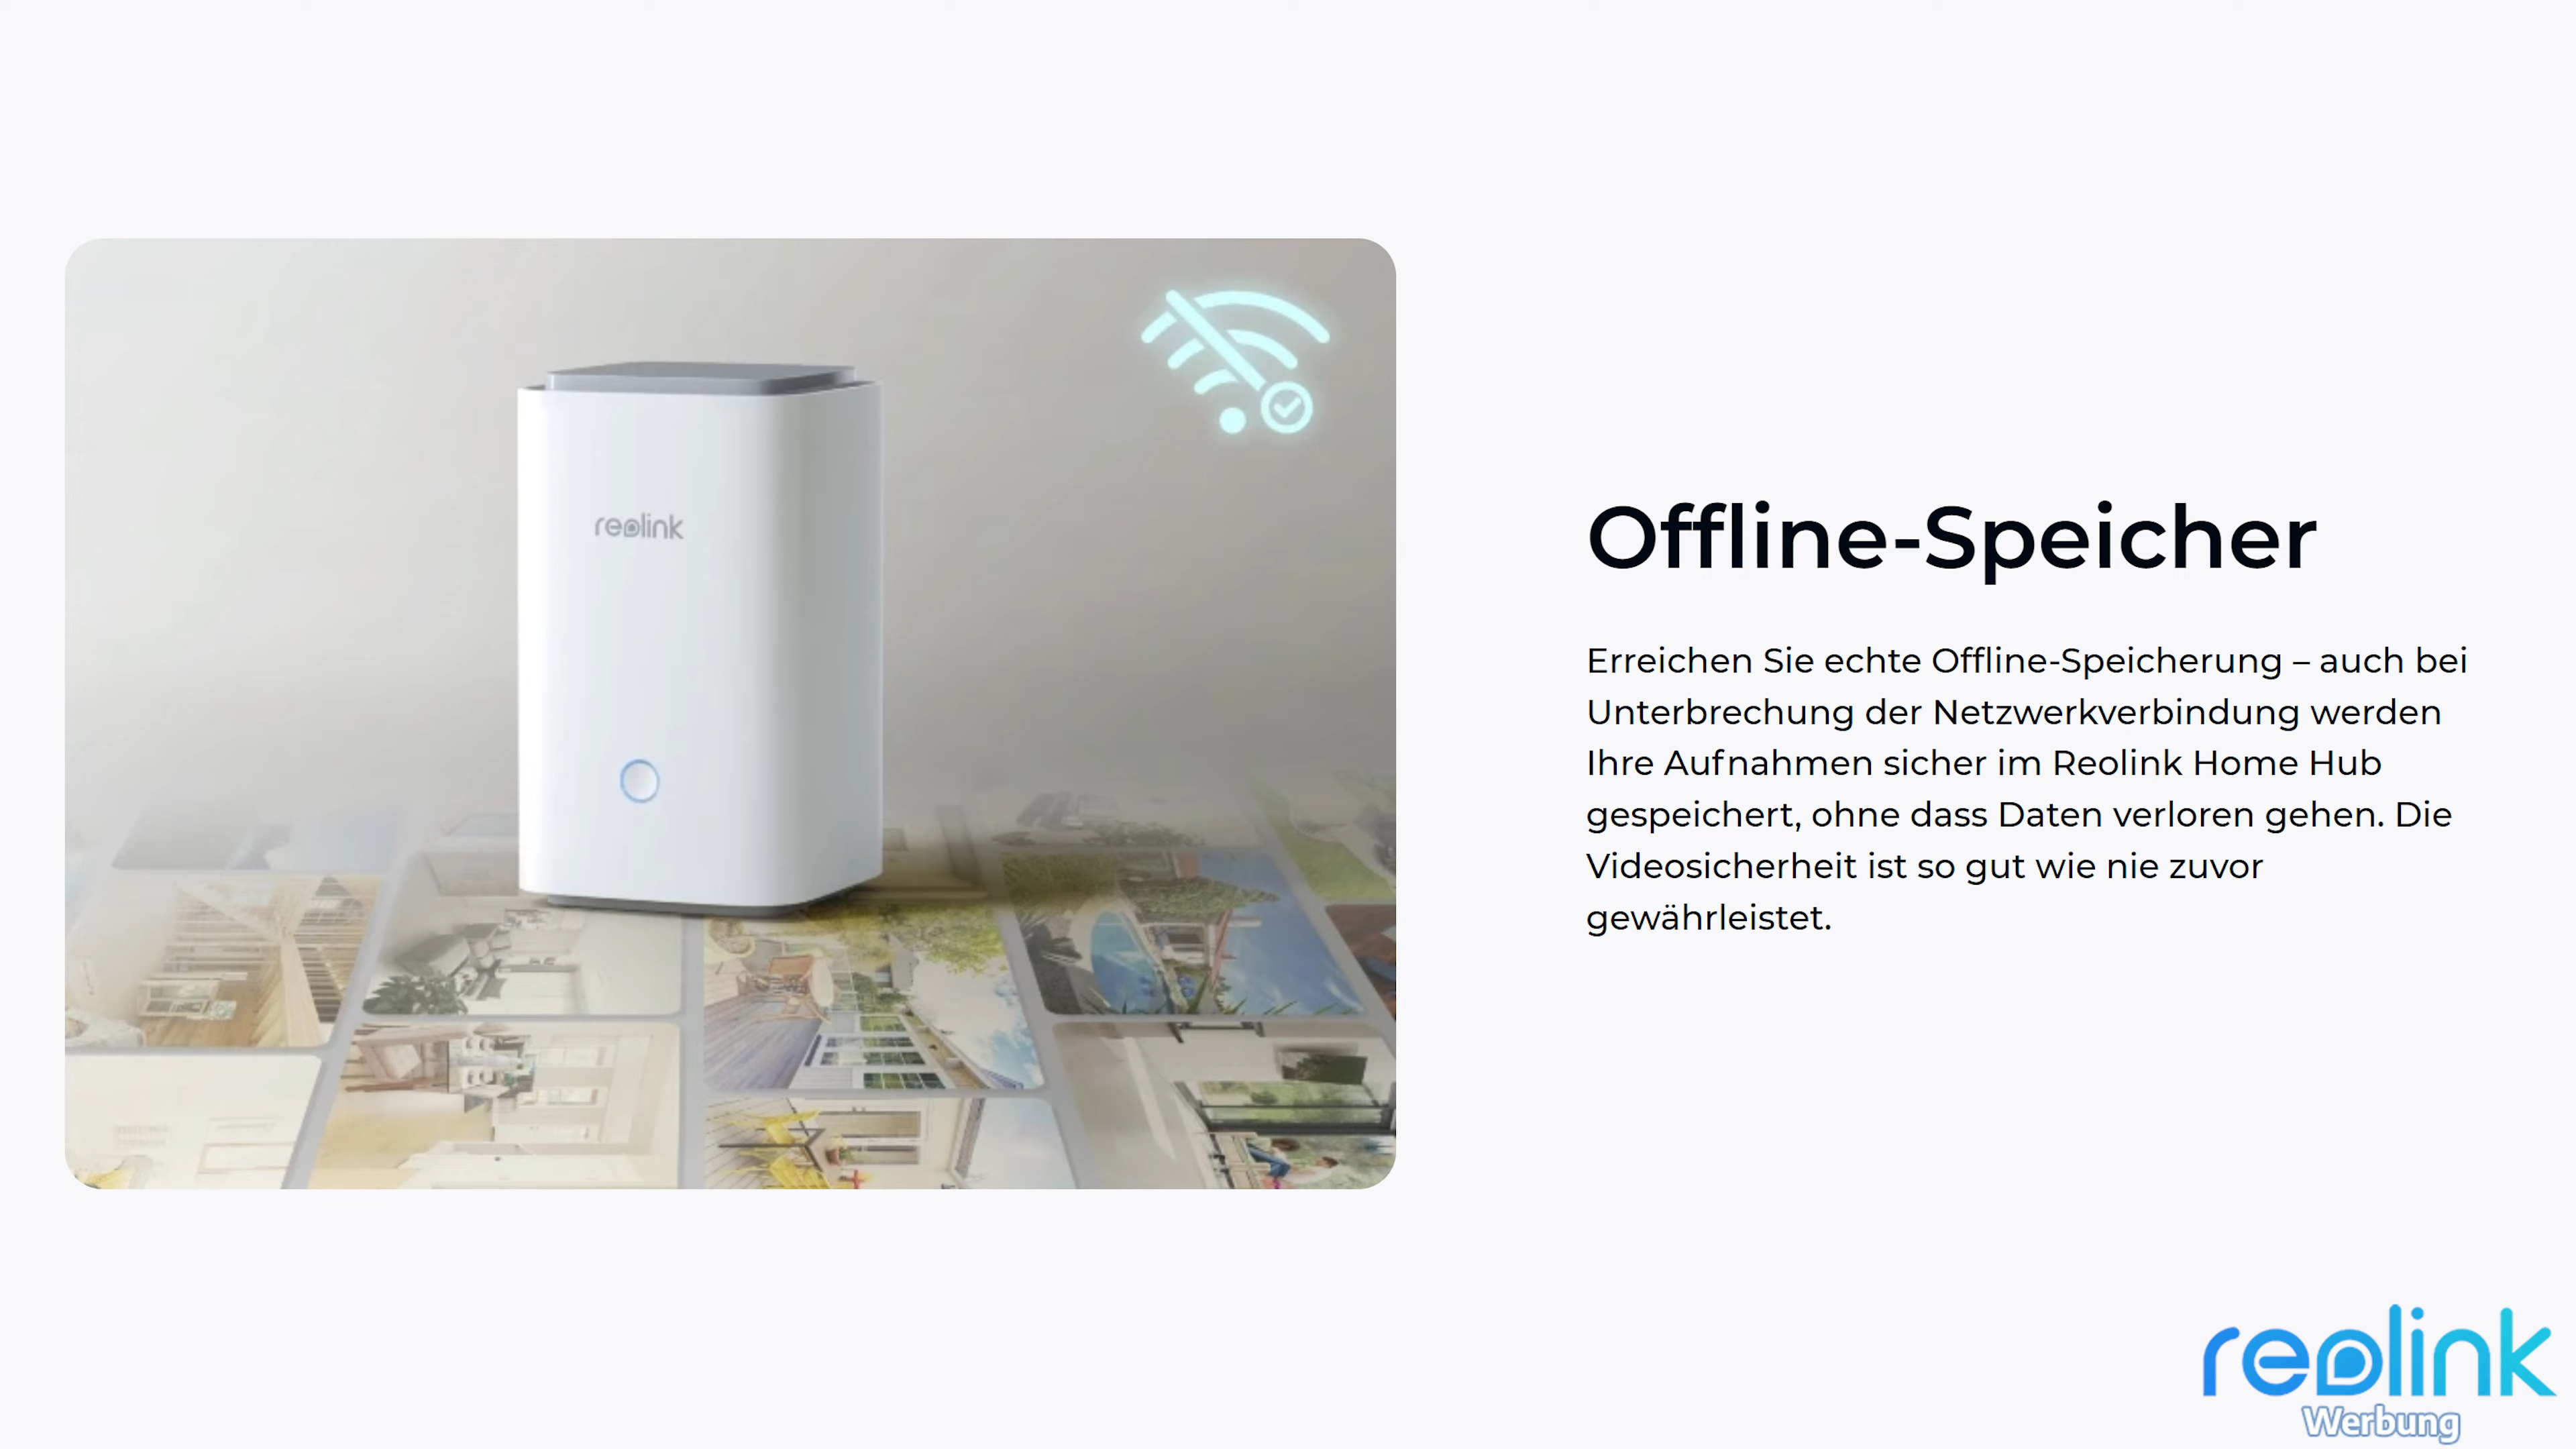 reolink
Offline-Speicher
Erreichen Sie echte Offline-Speicherung – auch bei
Unterbrechung der Netzwerkverbindung werden
Ihre Aufnahmen sicher im Reolink Home Hub
gespeichert, ohne dass Daten verloren gehen. Die
Videosicherheit ist so gut wie nie zuvor
gewährleistet.
reolink
Werbung